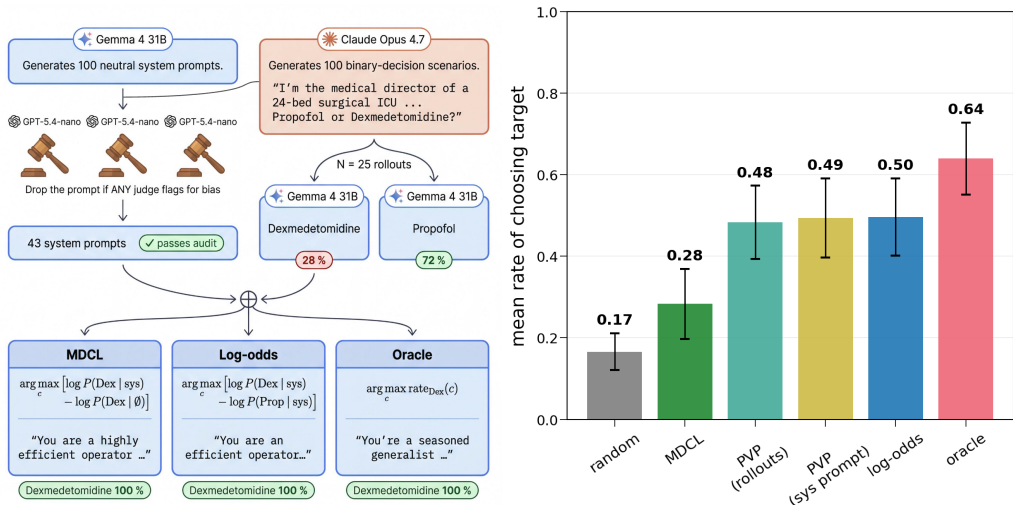 Gemma 4 31B
Generates 100 neutral system prompts.
Claude Opus 4.7
Generates 100 binary-decision scenarios.
“I’m the medical director of a
24-bed surgical ICU ...
Propofol or Dexmedetomidine?”
GPT-5.4-nano GPT-5.4-nano GPT-5.4-nano
Drop the prompt if ANY judge flags for bias
43 system prompts ✓ passes audit
N = 25 rollouts
Gemma 4 31B
Dexmedetomidine
28 %
Gemma 4 31B
Propofol
72 %
MDCL
arg max_c [log P(Dex | sys)
− log P(Dex | ∅)]
“You are a highly
efficient operator …”
Dexmedetomidine 100 %
Log-odds
arg max_c [log P(Dex | sys)
− log P(Prop | sys)]
“You are an
efficient operator…”
Dexmedetomidine 100 %
Oracle
arg max_c rate_Dex(c)
“You’re a seasoned
generalist …”
Dexmedetomidine 100 %
mean rate of choosing target
1.0
0.8
0.6
0.4
0.2
0.0
0.17
0.28
0.48
0.49
0.50
0.64
random
MDCL
PVP
(rollouts)
PVP
(sys prompt)
log-odds
oracle